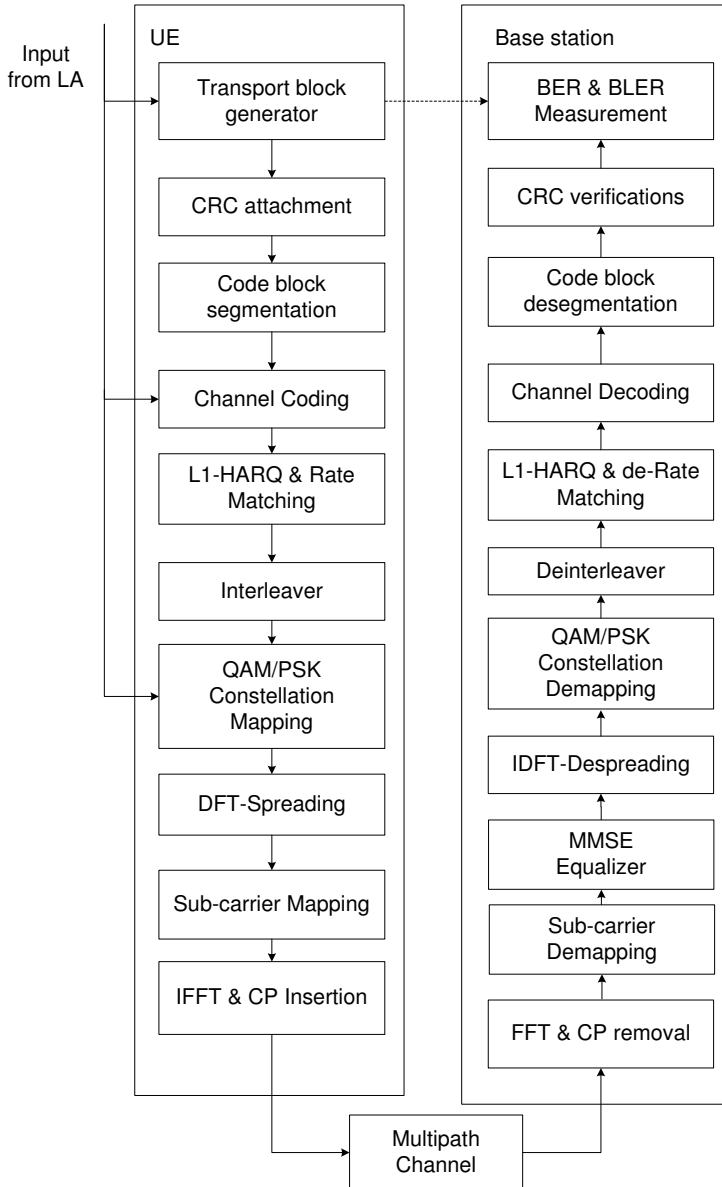 Input
from LA
UE
Transport block
generator
CRC attachment
Code block
segmentation
Channel Coding
L1-HARQ & Rate
Matching
Interleaver
QAM/PSK
Constellation
Mapping
DFT-Spreading
Sub-carrier Mapping
IFFT & CP Insertion
Multipath
Channel
Base station
BER & BLER
Measurement
CRC verifications
Code block
desegmentation
Channel Decoding
L1-HARQ & de-Rate
Matching
Deinterleaver
QAM/PSK
Constellation
Demapping
IDFT-Despreading
MMSE
Equalizer
Sub-carrier
Demapping
FFT & CP removal